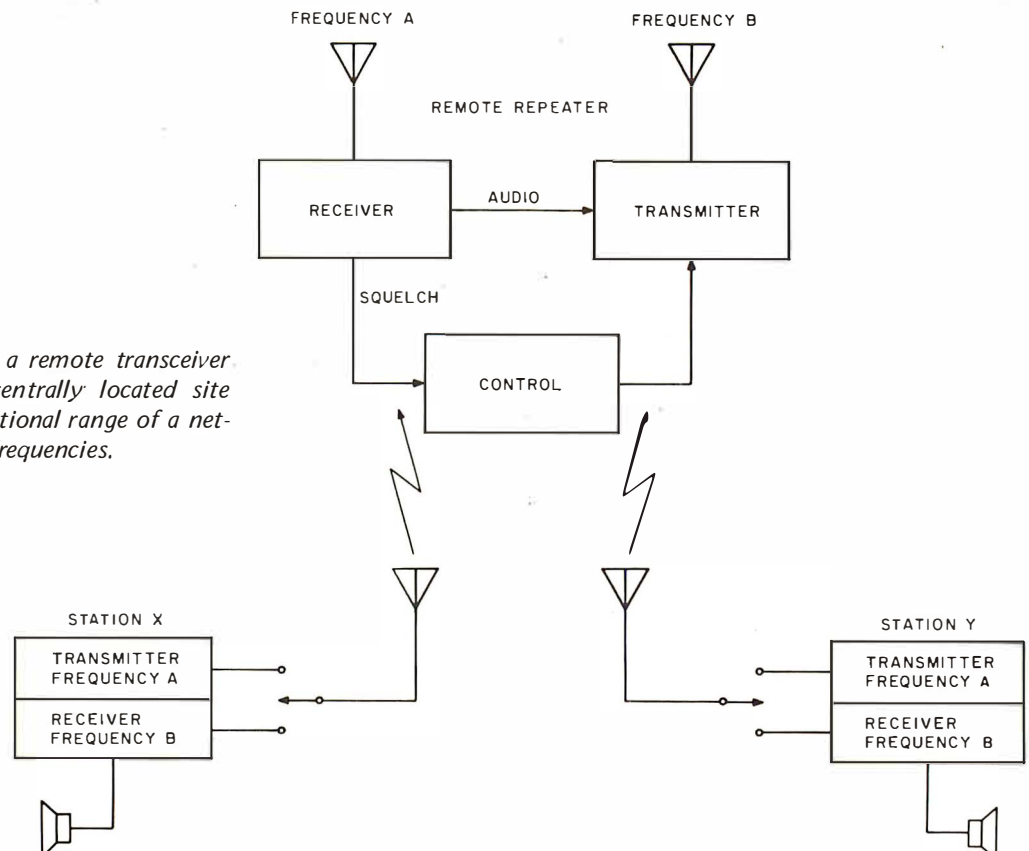 FREQUENCY A
FREQUENCY B
REMOTE REPEATER
RECEIVER
AUDIO
TRANSMITTER
SQUELCH
CONTROL
a remote transceiver
entrally located site
tional range of a net-
requencies.
STATION X
TRANSMITTER
FREQUENCY A
RECEIVER
FREQUENCY B
STATION Y
TRANSMITTER
FREQUENCY A
RECEIVER
FREQUENCY B